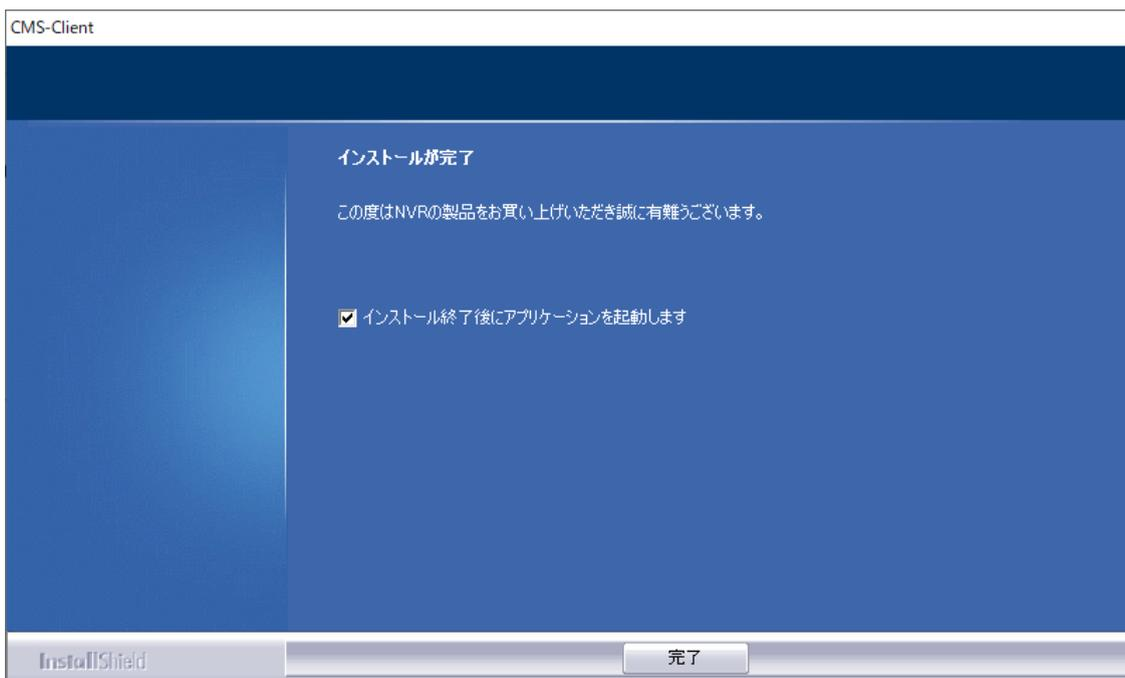 CMS-Client
インストールが完了
この度はNVRの製品をお買い上げいただき誠に有難うございます。
インストール終了後にアプリケーションを起動します
InstallShield
完了